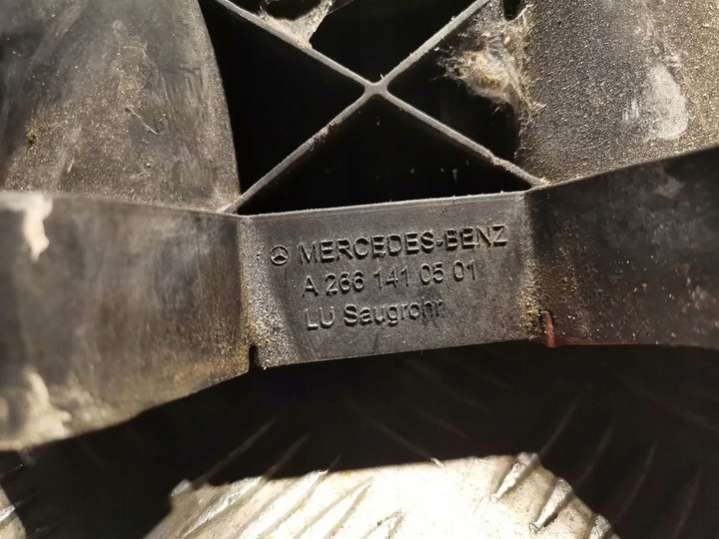 MERCEDES-BENZ
A 266 141 05 01
LU Saugrohr